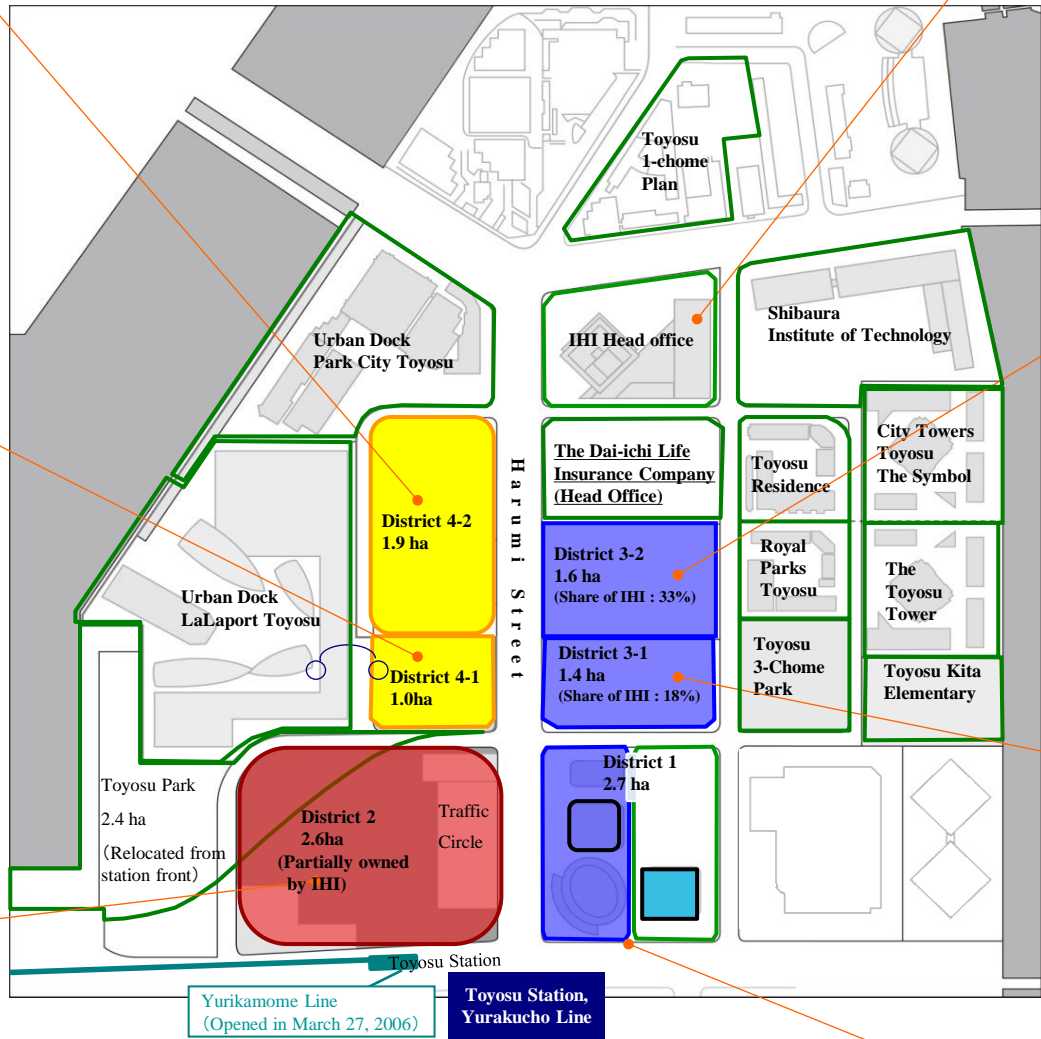 Toyosu
1-chome
Plan
Shibaura
Institute of Technology
Urban Dock
Park City Toyosu
IHI Head office
City Towers
Toyosu
The Symbol
The Dai-ichi Life
Insurance Company
(Head Office)
Toyosu
Residence
Harumi Street
District 4-2
1.9 ha
District 3-2
1.6 ha
(Share of IHI : 33%)
Royal
Parks
Toyosu
The
Toyosu
Tower
Urban Dock
LaLaport Toyosu
District 4-1
1.0ha
District 3-1
1.4 ha
(Share of IHI : 18%)
Toyosu
3-Chome
Park
Toyosu Kita
Elementary
Toyosu Park
2.4 ha
(Relocated from
station front)
District 2
2.6ha
(Partially owned
by IHI)
Traffic
Circle
District 1
2.7 ha
Toyosu Station
Yurikamome Line
(Opened in March 27, 2006)
Toyosu Station,
Yurakucho Line